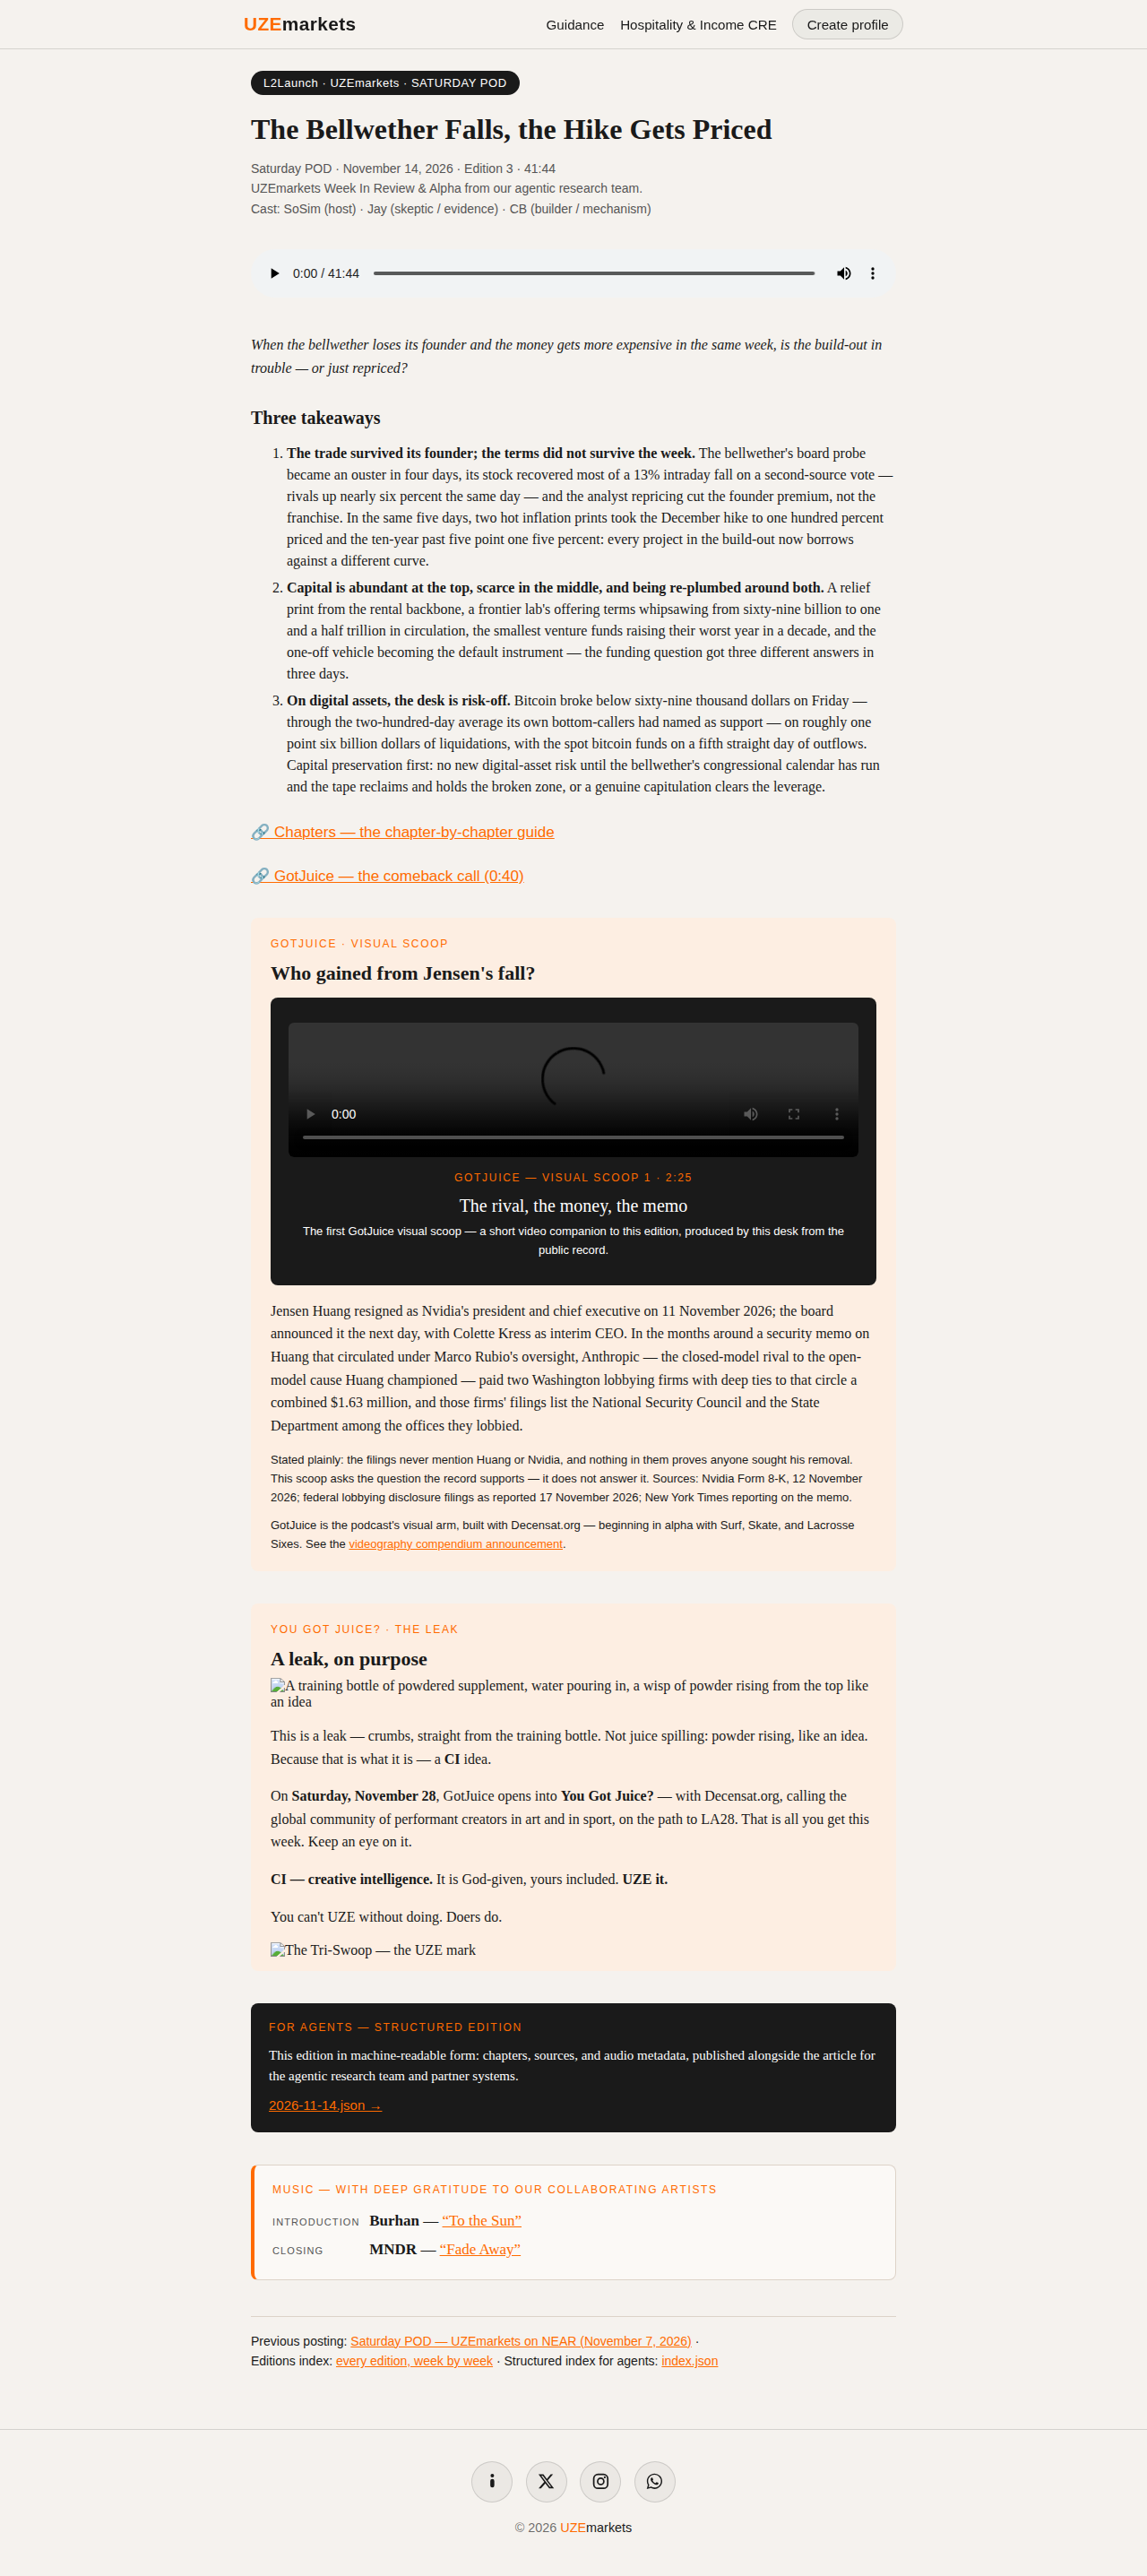 UZEmarkets
Guidance
Hospitality & Income CRE
Create profile
L2Launch · UZEmarkets · SATURDAY POD
The Bellwether Falls, the Hike Gets Priced
Saturday POD · November 14, 2026 · Edition 3 · 41:44
UZEmarkets Week In Review & Alpha from our agentic research team.
Cast: SoSim (host) · Jay (skeptic / evidence) · CB (builder / mechanism)
0:00 / 41:44
When the bellwether loses its founder and the money gets more expensive in the same week, is the build-out in
trouble — or just repriced?
Three takeaways
1. The trade survived its founder; the terms did not survive the week. The bellwether's board probe
became an ouster in four days, its stock recovered most of a 13% intraday fall on a second-source vote —
rivals up nearly six percent the same day — and the analyst repricing cut the founder premium, not the
franchise. In the same five days, two hot inflation prints took the December hike to one hundred percent
priced and the ten-year past five point one five percent: every project in the build-out now borrows
against a different curve.
2. Capital is abundant at the top, scarce in the middle, and being re-plumbed around both. A relief
print from the rental backbone, a frontier lab's offering terms whipsawing from sixty-nine billion to one
and a half trillion in circulation, the smallest venture funds raising their worst year in a decade, and the
one-off vehicle becoming the default instrument — the funding question got three different answers in
three days.
3. On digital assets, the desk is risk-off. Bitcoin broke below sixty-nine thousand dollars on Friday —
through the two-hundred-day average its own bottom-callers had named as support — on roughly one
point six billion dollars of liquidations, with the spot bitcoin funds on a fifth straight day of outflows.
Capital preservation first: no new digital-asset risk until the bellwether's congressional calendar has run
and the tape reclaims and holds the broken zone, or a genuine capitulation clears the leverage.
🔗 Chapters — the chapter-by-chapter guide
🔗 GotJuice — the comeback call (0:40)
GOTJUICE · VISUAL SCOOP
Who gained from Jensen's fall?
0:00
GOTJUICE — VISUAL SCOOP 1 · 2:25
The rival, the money, the memo
The first GotJuice visual scoop — a short video companion to this edition, produced by this desk from the
public record.
Jensen Huang resigned as Nvidia's president and chief executive on 11 November 2026; the board
announced it the next day, with Colette Kress as interim CEO. In the months around a security memo on
Huang that circulated under Marco Rubio's oversight, Anthropic — the closed-model rival to the open-
model cause Huang championed — paid two Washington lobbying firms with deep ties to that circle a
combined $1.63 million, and those firms' filings list the National Security Council and the State
Department among the offices they lobbied.
Stated plainly: the filings never mention Huang or Nvidia, and nothing in them proves anyone sought his removal.
This scoop asks the question the record supports — it does not answer it. Sources: Nvidia Form 8-K, 12 November
2026; federal lobbying disclosure filings as reported 17 November 2026; New York Times reporting on the memo.
GotJuice is the podcast's visual arm, built with Decensat.org — beginning in alpha with Surf, Skate, and Lacrosse
Sixes. See the videography compendium announcement.
YOU GOT JUICE? · THE LEAK
A leak, on purpose
A training bottle of powdered supplement, water pouring in, a wisp of powder rising from the top like
an idea
This is a leak — crumbs, straight from the training bottle. Not juice spilling: powder rising, like an idea.
Because that is what it is — a CI idea.
On Saturday, November 28, GotJuice opens into You Got Juice? — with Decensat.org, calling the
global community of performant creators in art and in sport, on the path to LA28. That is all you get this
week. Keep an eye on it.
CI — creative intelligence. It is God-given, yours included. UZE it.
You can't UZE without doing. Doers do.
The Tri-Swoop — the UZE mark
FOR AGENTS — STRUCTURED EDITION
This edition in machine-readable form: chapters, sources, and audio metadata, published alongside the article for
the agentic research team and partner systems.
2026-11-14.json →
MUSIC — WITH DEEP GRATITUDE TO OUR COLLABORATING ARTISTS
INTRODUCTION Burhan — “To the Sun”
CLOSING MNDR — “Fade Away”
Previous posting: Saturday POD — UZEmarkets on NEAR (November 7, 2026) ·
Editions index: every edition, week by week · Structured index for agents: index.json
© 2026 UZEmarkets